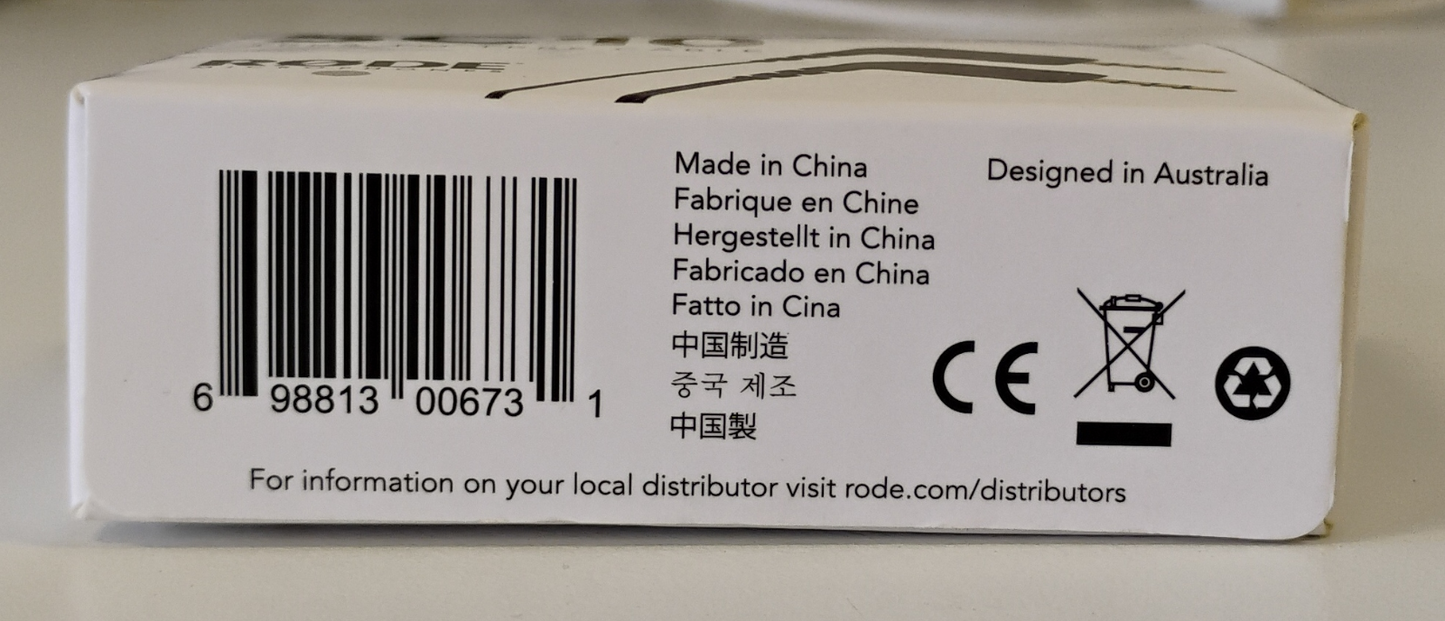 RØDE
Made in China
Fabrique en Chine
Hergestellt in China
Fabricado en China
Fatto in Cina
中国制造
중국 제조
中国製
Designed in Australia
6 98813 00673 1
CE
For information on your local distributor visit rode.com/distributors